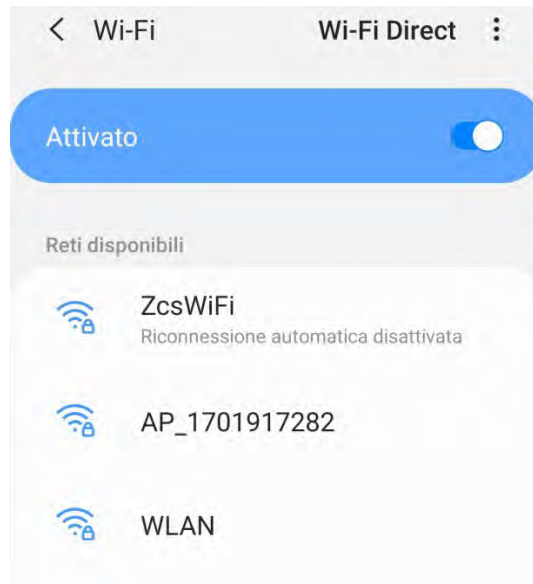 Wi-Fi Wi-Fi Direct
Attivato
Reti disponibili
ZcsWiFi
Riconnessione automatica disattivata
AP_1701917282
WLAN